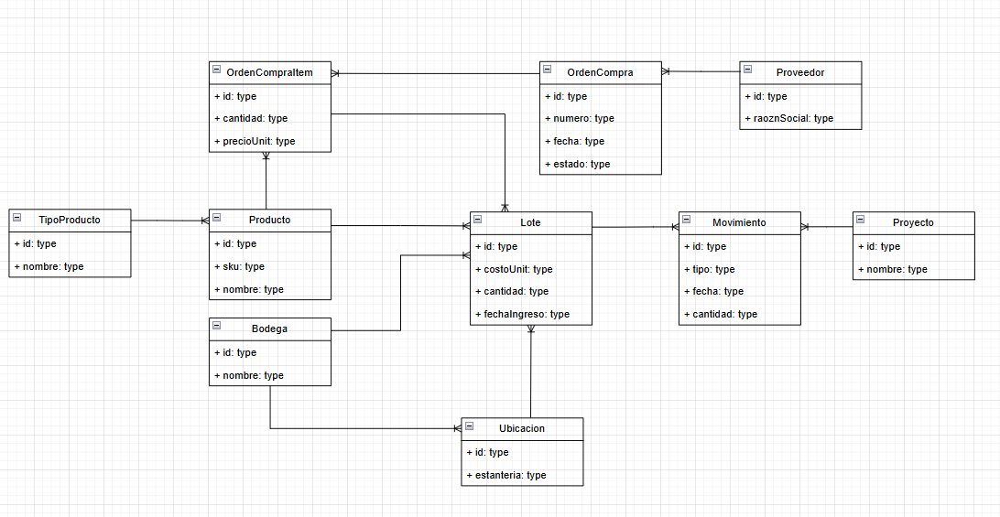 OrdenCompraItem
+ id: type
+ cantidad: type
+ precioUnit: type
OrdenCompra
+ id: type
+ numero: type
+ fecha: type
+ estado: type
Proveedor
+ id: type
+ raoznSocial: type
TipoProducto
+ id: type
+ nombre: type
Producto
+ id: type
+ sku: type
+ nombre: type
Lote
+ id: type
+ costoUnit: type
+ cantidad: type
+ fechaIngreso: type
Movimiento
+ id: type
+ tipo: type
+ fecha: type
+ cantidad: type
Proyecto
+ id: type
+ nombre: type
Bodega
+ id: type
+ nombre: type
Ubicacion
+ id: type
+ estanteria: type